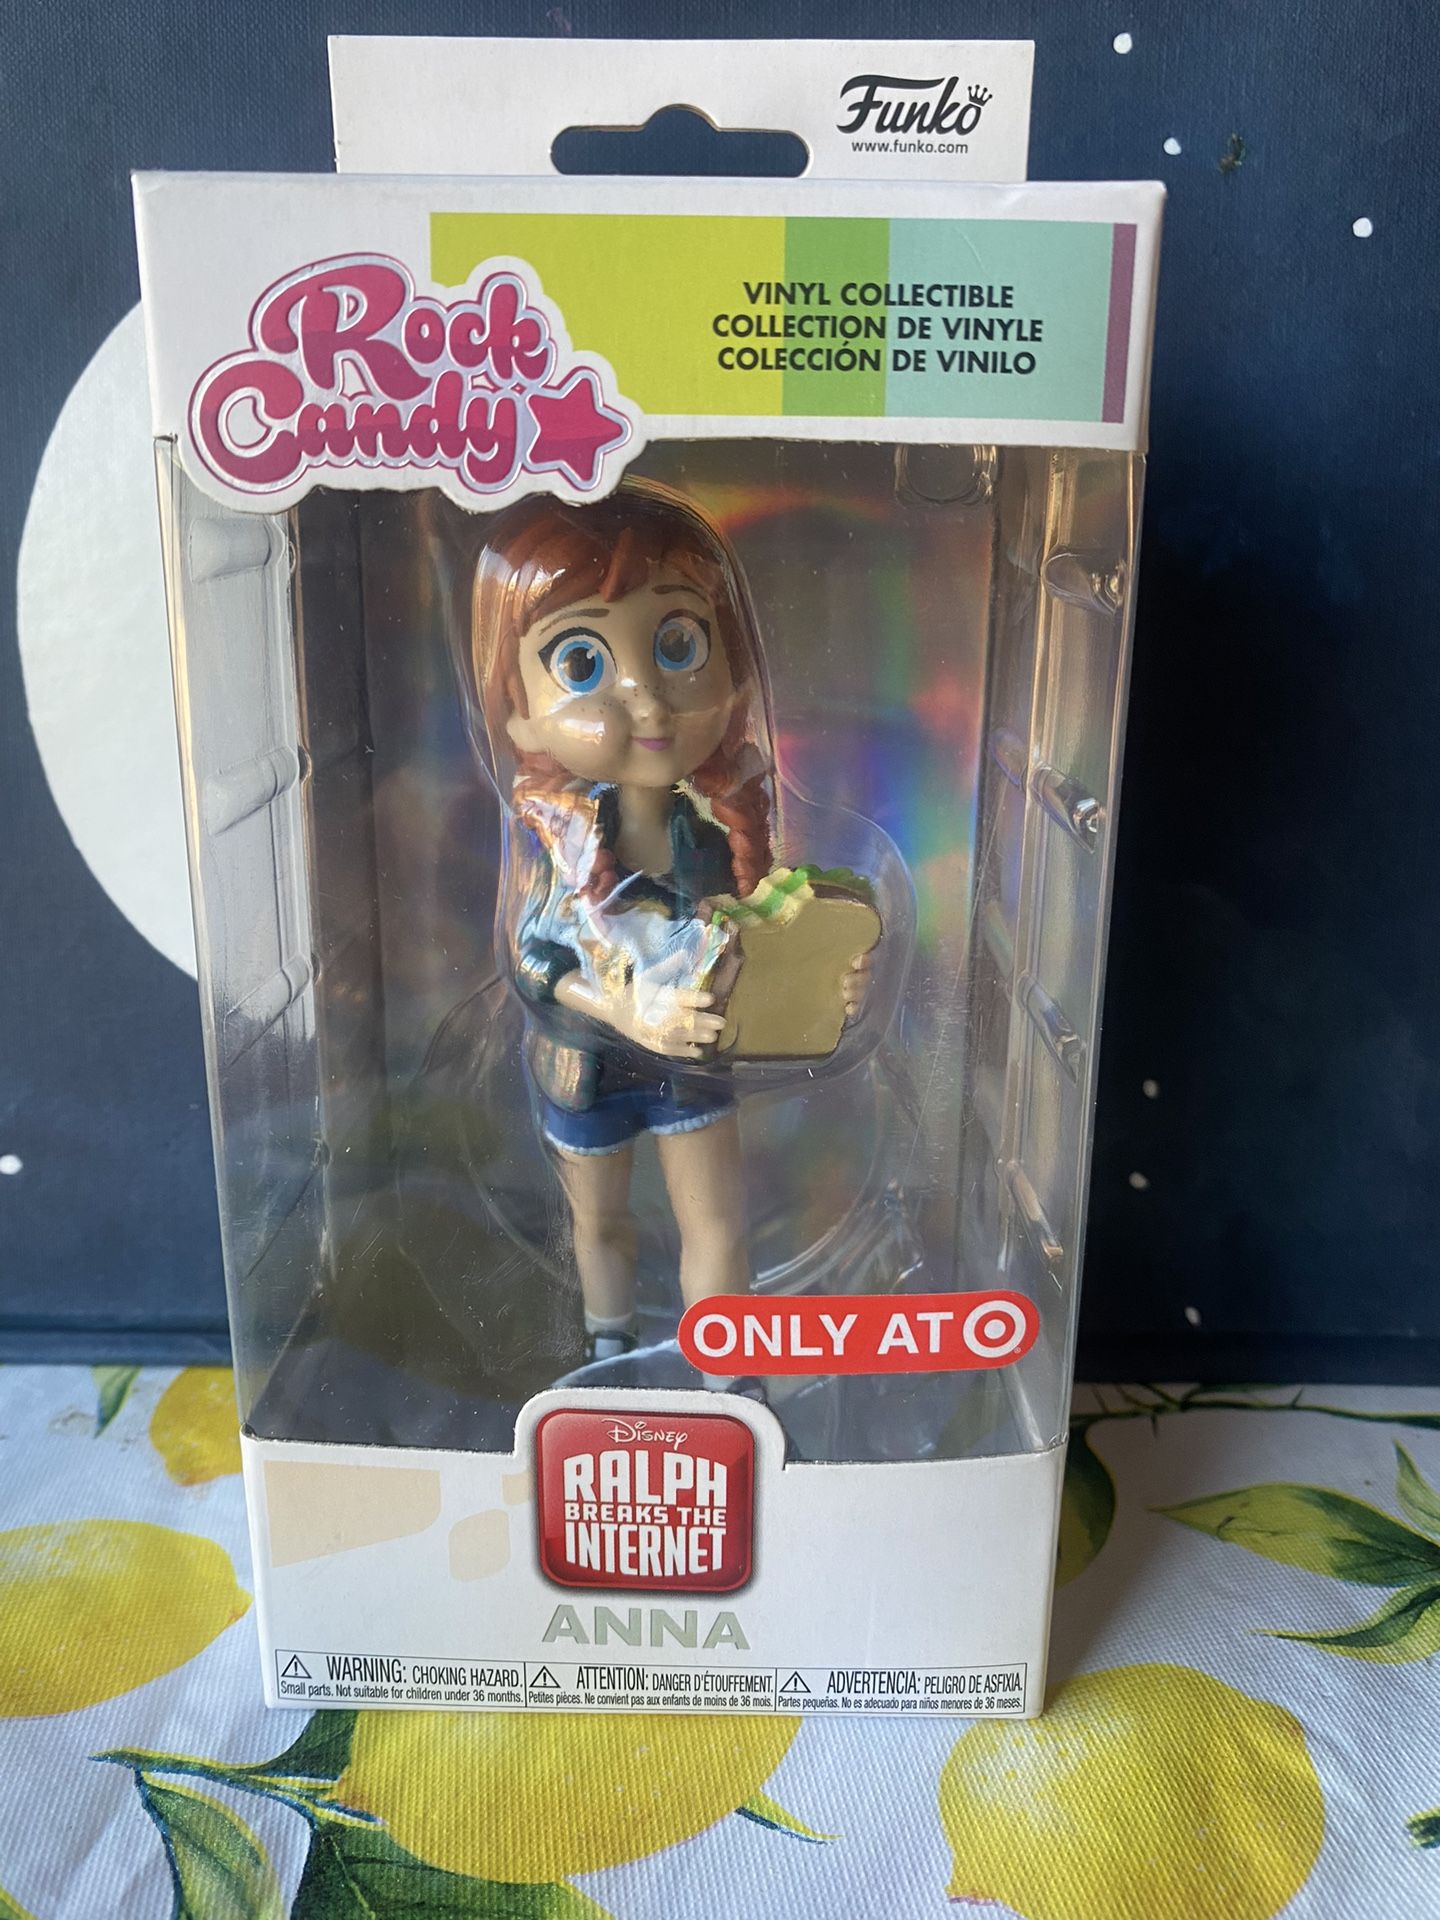 Funko
www.funko.com
Rock
Candy
VINYL COLLECTIBLE
COLLECTION DE VINYLE
COLECCIÓN DE VINILO
ONLY AT
Disney
RALPH
BREAKS THE
INTERNET
ANNA
WARNING: CHOKING HAZARD.
Small parts. Not suitable for children under 36 months.
ATTENTION: DANGER D'ÉTOUFFEMENT.
Petites pièces. Ne convient pas aux enfants de moins de 36 mois.
ADVERTENCIA: PELIGRO DE ASFIXIA.
Partes pequeñas. No es adecuado para niños menores de 36 meses.